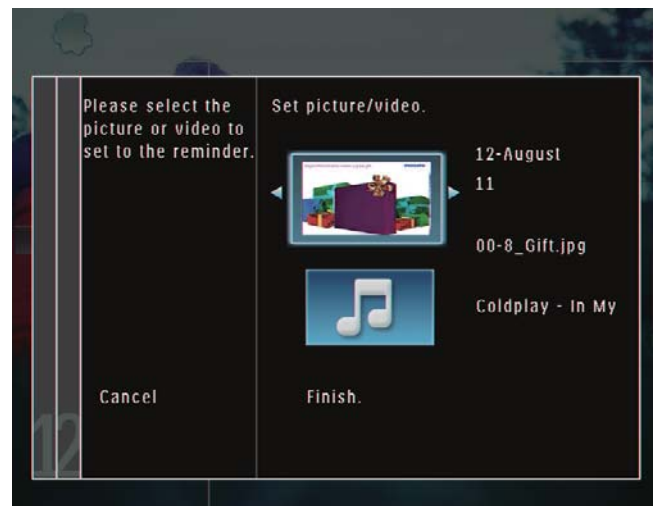 Please select the
picture or video to
set to the reminder.
Set picture/video.
12-August
11
00-8_Gift.jpg
Coldplay - In My
Cancel
Finish.
12